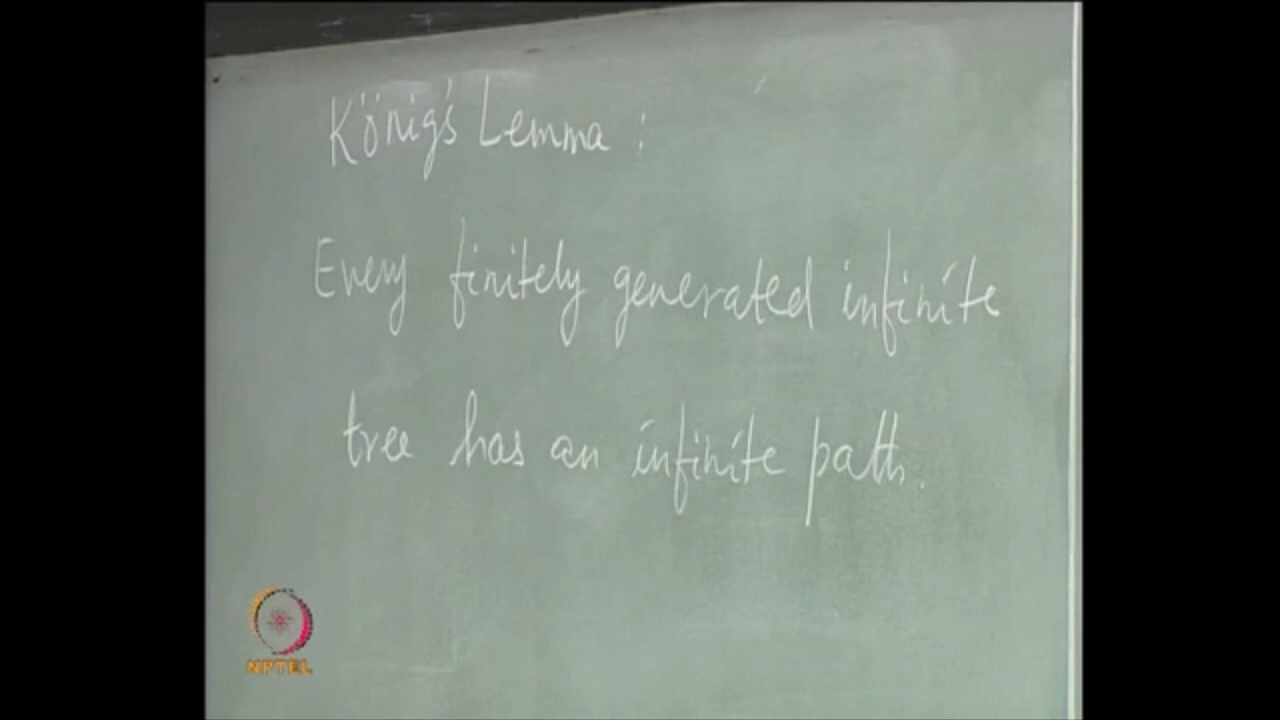 König's Lemma :
Every finitely generated infinite
tree has an infinite path.
NPTEL